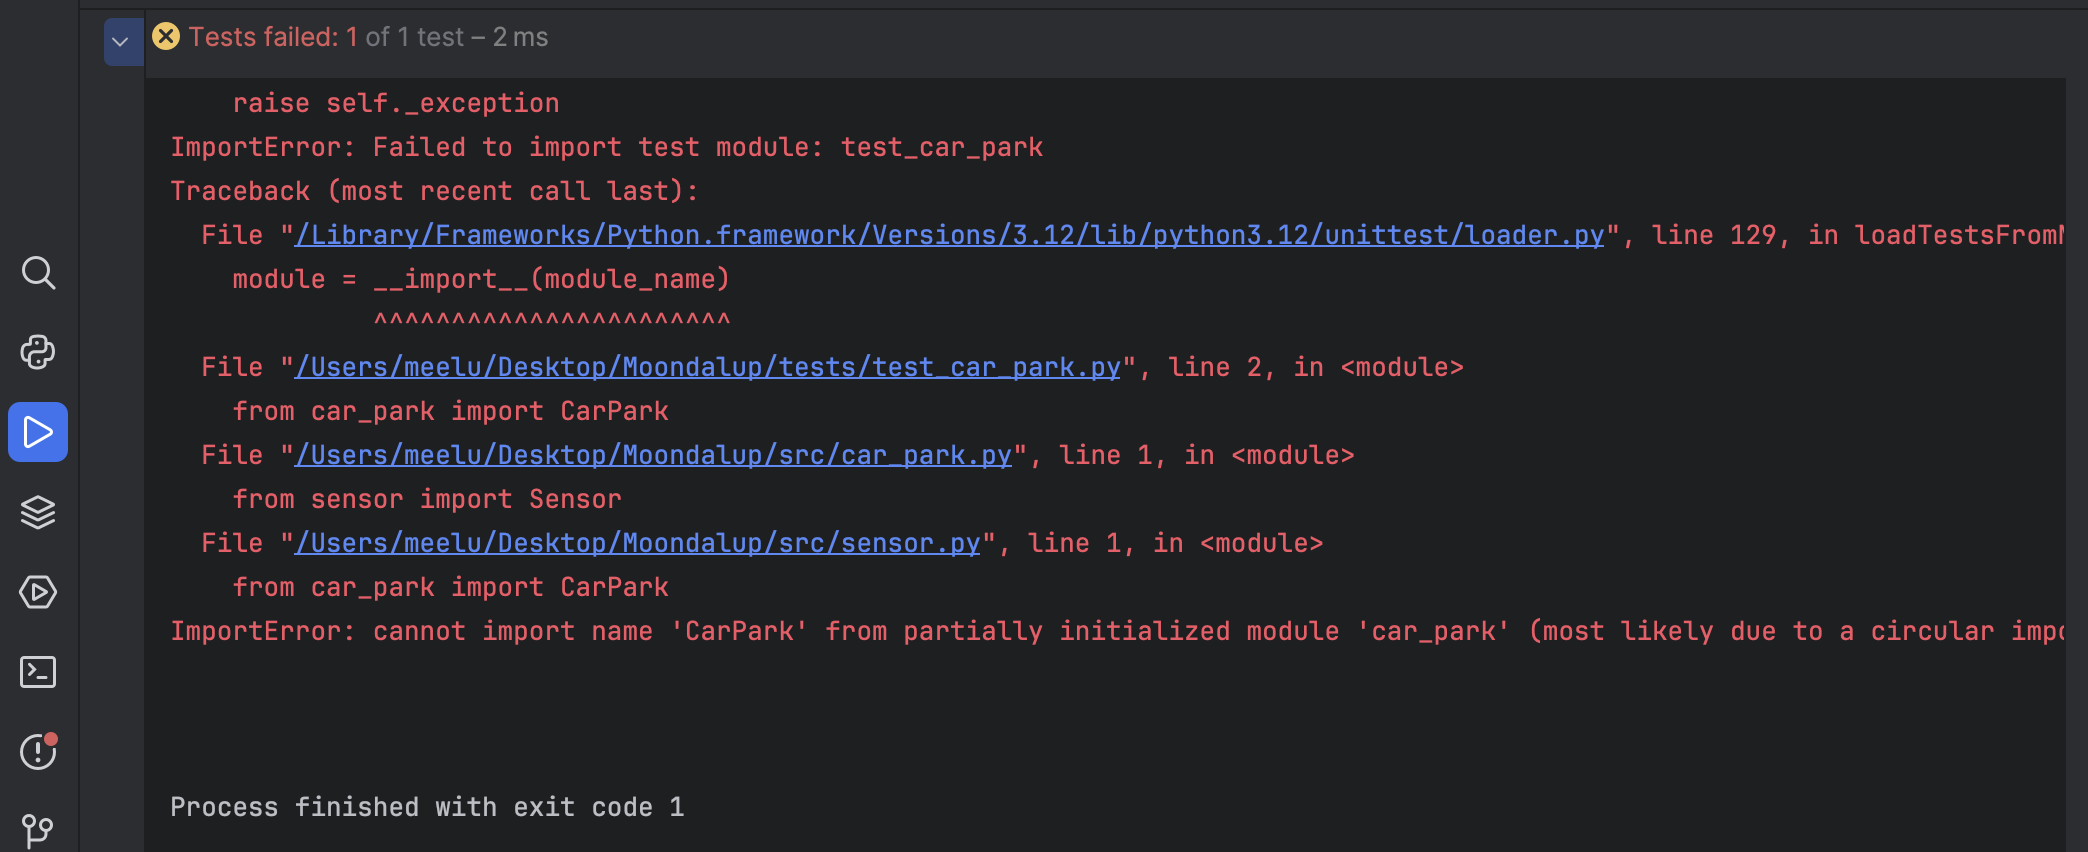 Tests failed: 1 of 1 test – 2 ms
raise self._exception
ImportError: Failed to import test module: test_car_park
Traceback (most recent call last):
File "/Library/Frameworks/Python.framework/Versions/3.12/lib/python3.12/unittest/loader.py", line 129, in loadTestsFrom
module = __import__(module_name)
^^^^^^^^^^^^^^^^^^^^^^^
File "/Users/meelu/Desktop/Moondalup/tests/test_car_park.py", line 2, in <module>
from car_park import CarPark
File "/Users/meelu/Desktop/Moondalup/src/car_park.py", line 1, in <module>
from sensor import Sensor
File "/Users/meelu/Desktop/Moondalup/src/sensor.py", line 1, in <module>
from car_park import CarPark
ImportError: cannot import name 'CarPark' from partially initialized module 'car_park' (most likely due to a circular imp
Process finished with exit code 1